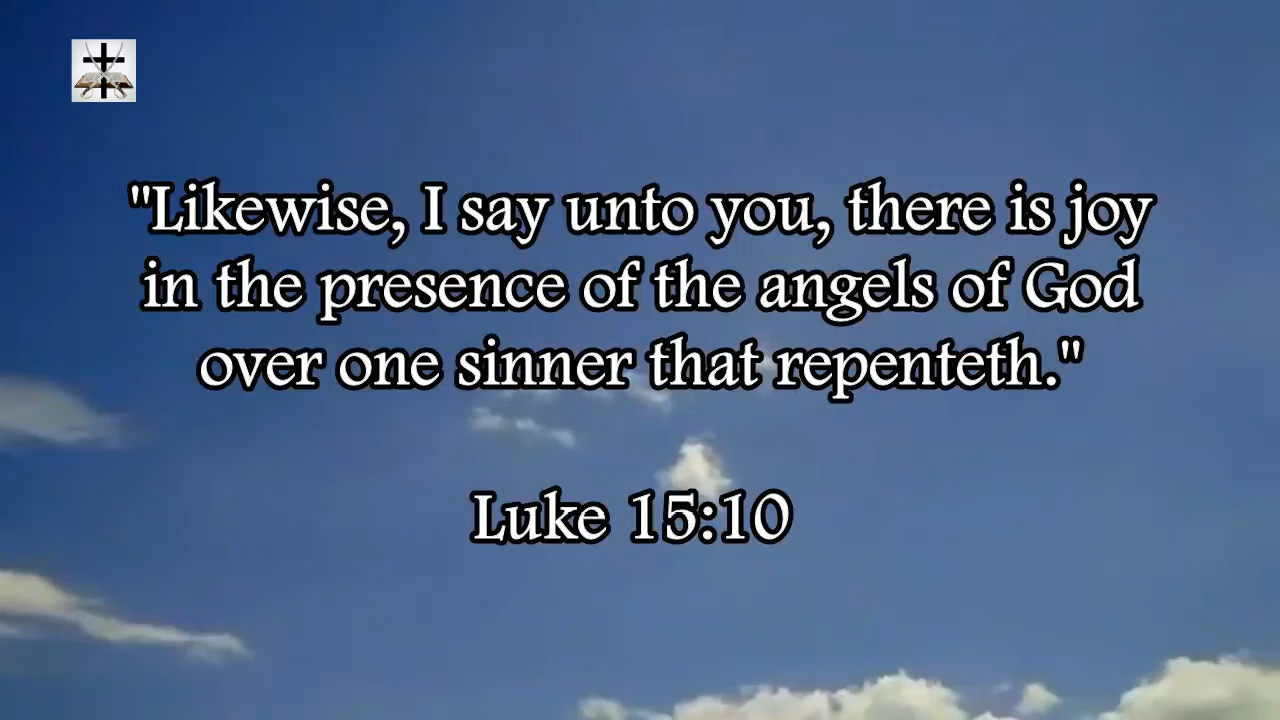 "Likewise, I say unto you, there is joy
in the presence of the angels of God
over one sinner that repenteth."
Luke 15:10